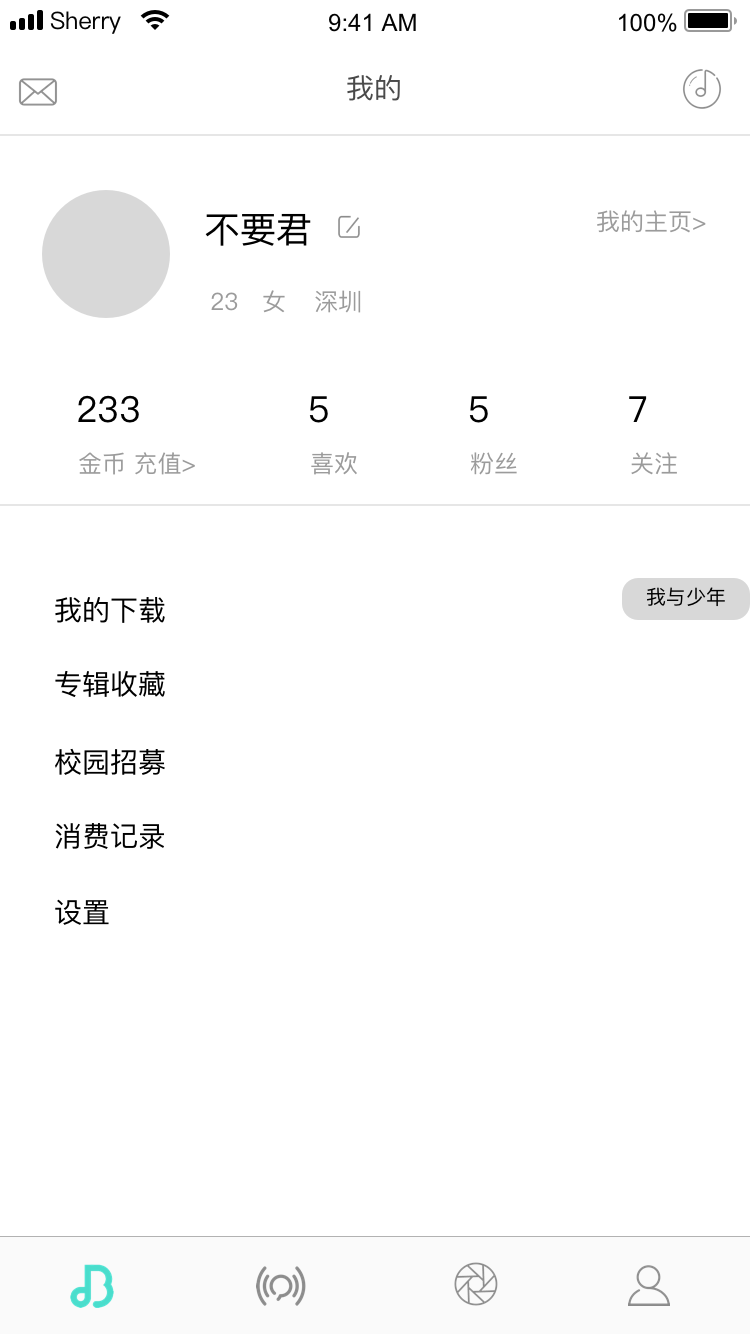 Sherry 9:41 AM 100%
我的
不要君 我的主页>
23 女 深圳
233 5 5 7
金币 充值> 喜欢 粉丝 关注
我与少年
我的下载
专辑收藏
校园招募
消费记录
设置